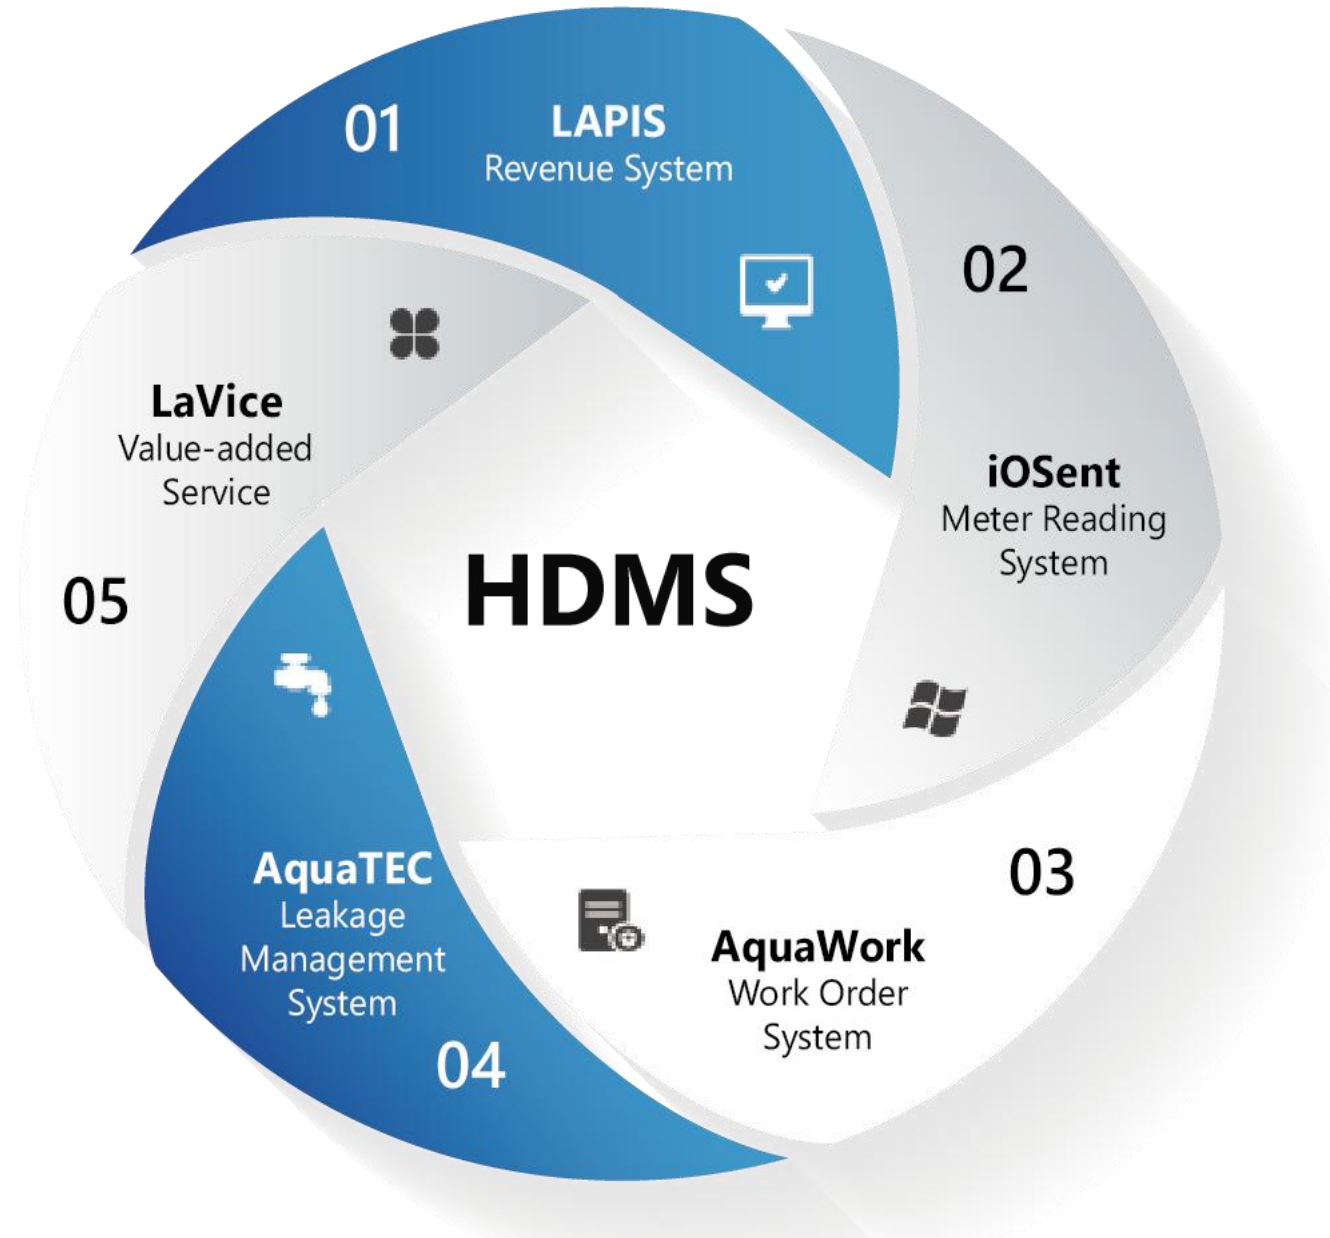 01
LAPIS
Revenue System
02
iOSent
Meter Reading
System
03
AquaWork
Work Order
System
04
AquaTEC
Leakage
Management
System
05
LaVice
Value-added
Service
HDMS